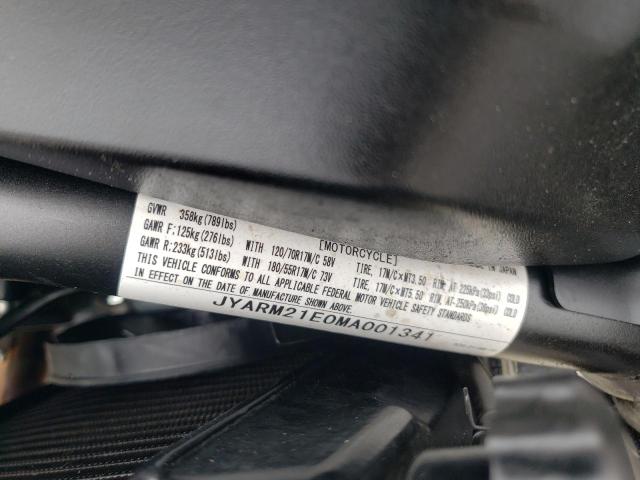 [MOTORCYCLE]
GVWR 358kg(789lbs) IN JAPAN
GAWR F:125kg(276lbs) WITH 120/70R17M/C 58V TIRE, 17M/C×MT3.50 RIM, AT 225kPa(33psi) COLD
GAWR R:233kg(513lbs) WITH 180/55R17M/C 73V TIRE, 17M/C×MT5.50 RIM, AT 250kPa(36psi) COLD
THIS VEHICLE CONFORMS TO ALL APPLICABLE FEDERAL MOTOR VEHICLE SAFETY STANDARDS
IN EFFECT ON THE DATE OF MANUFACTURE SHOWN ABOVE.
JYARM21E0MA001341